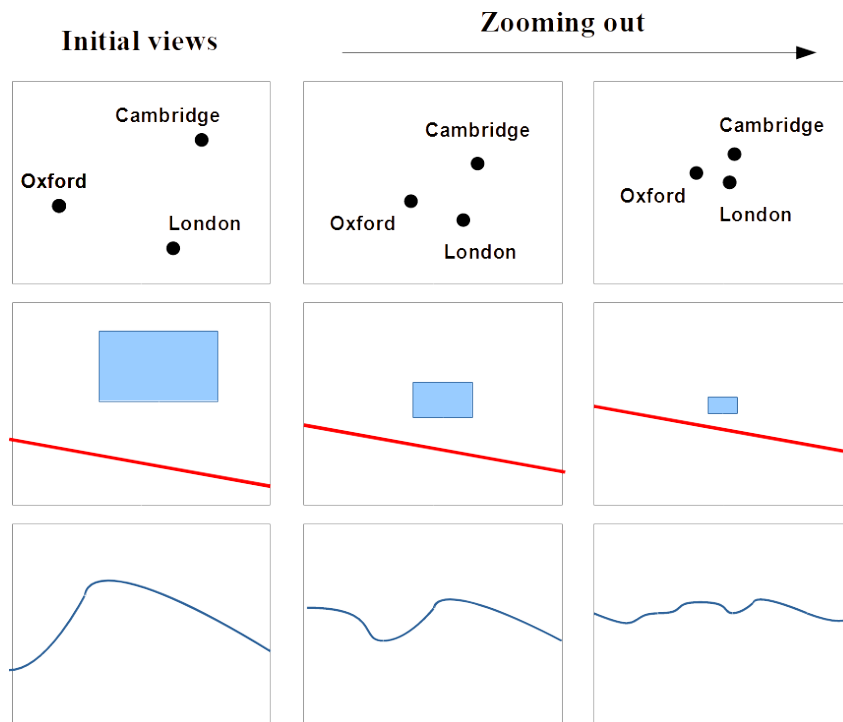 Initial views
Zooming out
Cambridge
Oxford
London
Cambridge
Oxford
London
Cambridge
Oxford
London